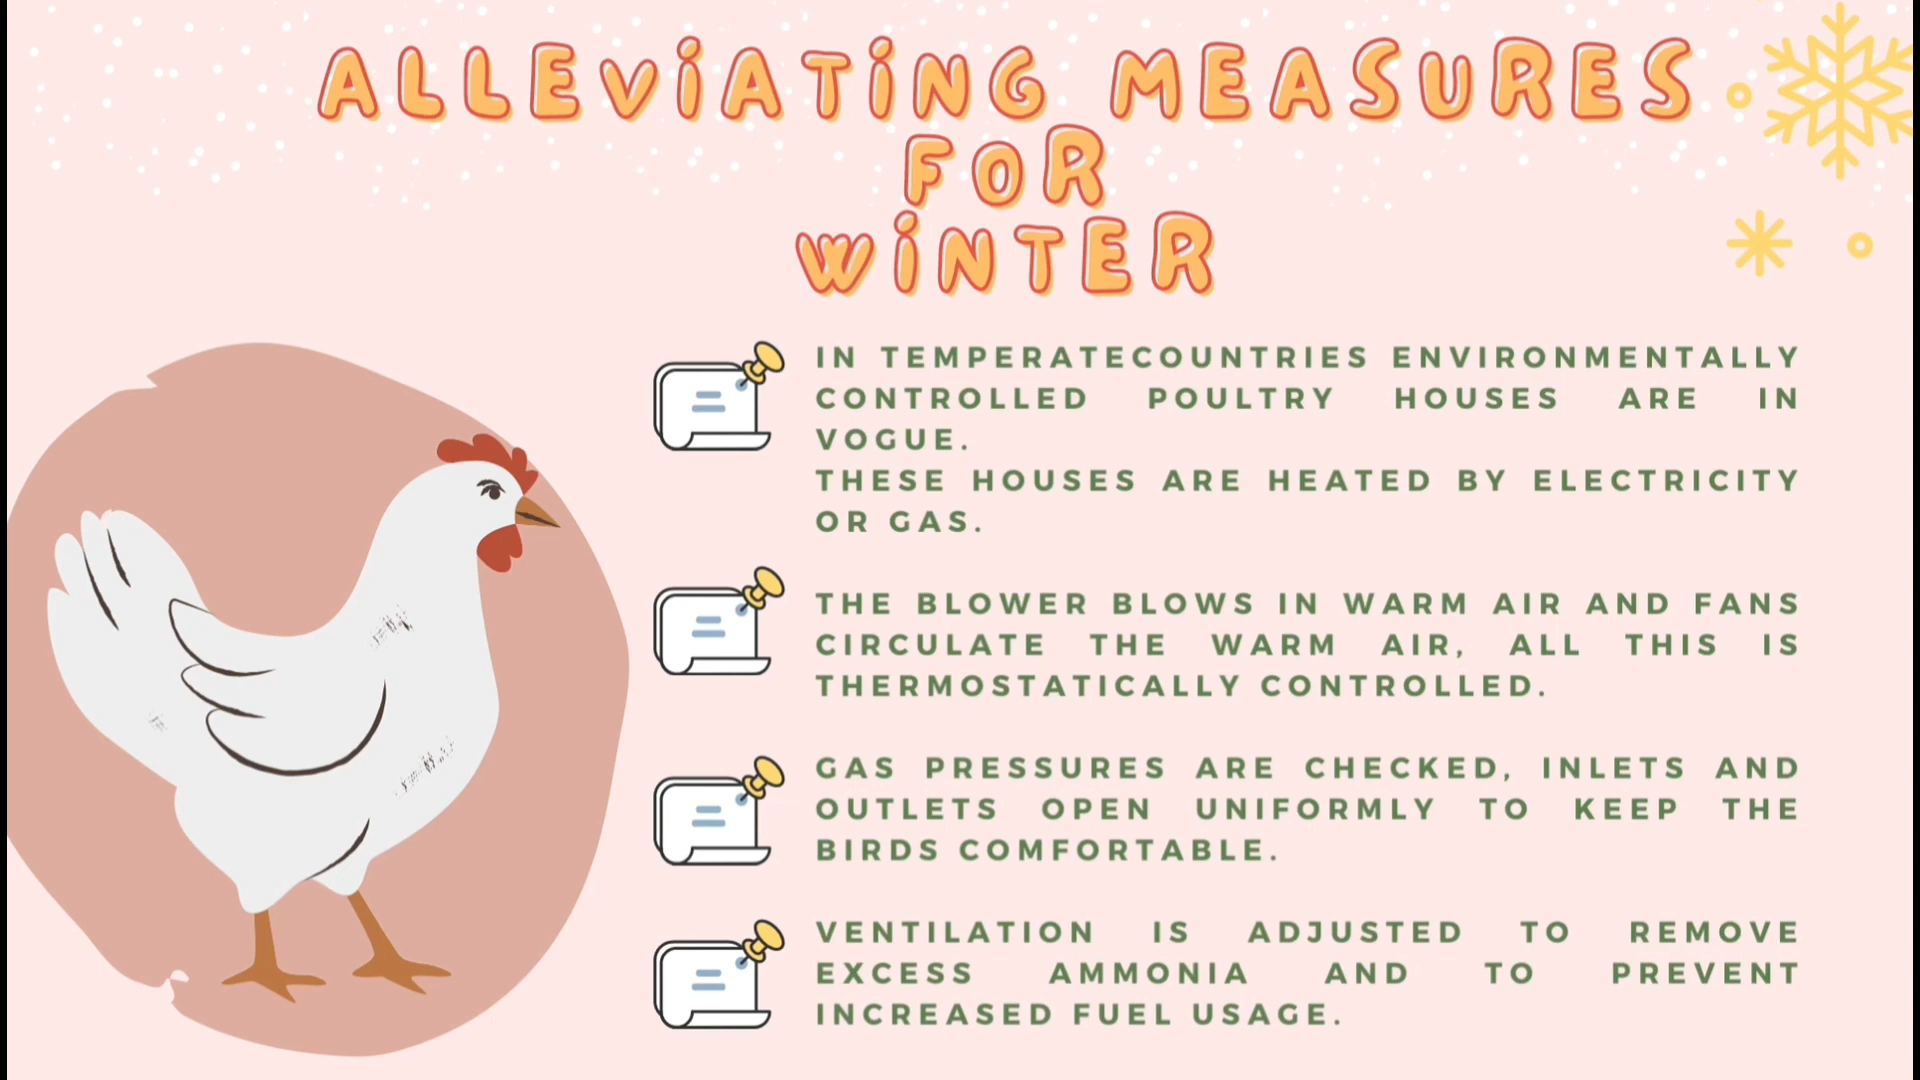 ALLEVIATING MEASURES
FOR
WINTER
IN TEMPERATECOUNTRIES ENVIRONMENTALLY
CONTROLLED POULTRY HOUSES ARE IN
VOGUE.
THESE HOUSES ARE HEATED BY ELECTRICITY
OR GAS.
THE BLOWER BLOWS IN WARM AIR AND FANS
CIRCULATE THE WARM AIR, ALL THIS IS
THERMOSTATICALLY CONTROLLED.
GAS PRESSURES ARE CHECKED, INLETS AND
OUTLETS OPEN UNIFORMLY TO KEEP THE
BIRDS COMFORTABLE.
VENTILATION IS ADJUSTED TO REMOVE
EXCESS AMMONIA AND TO PREVENT
INCREASED FUEL USAGE.